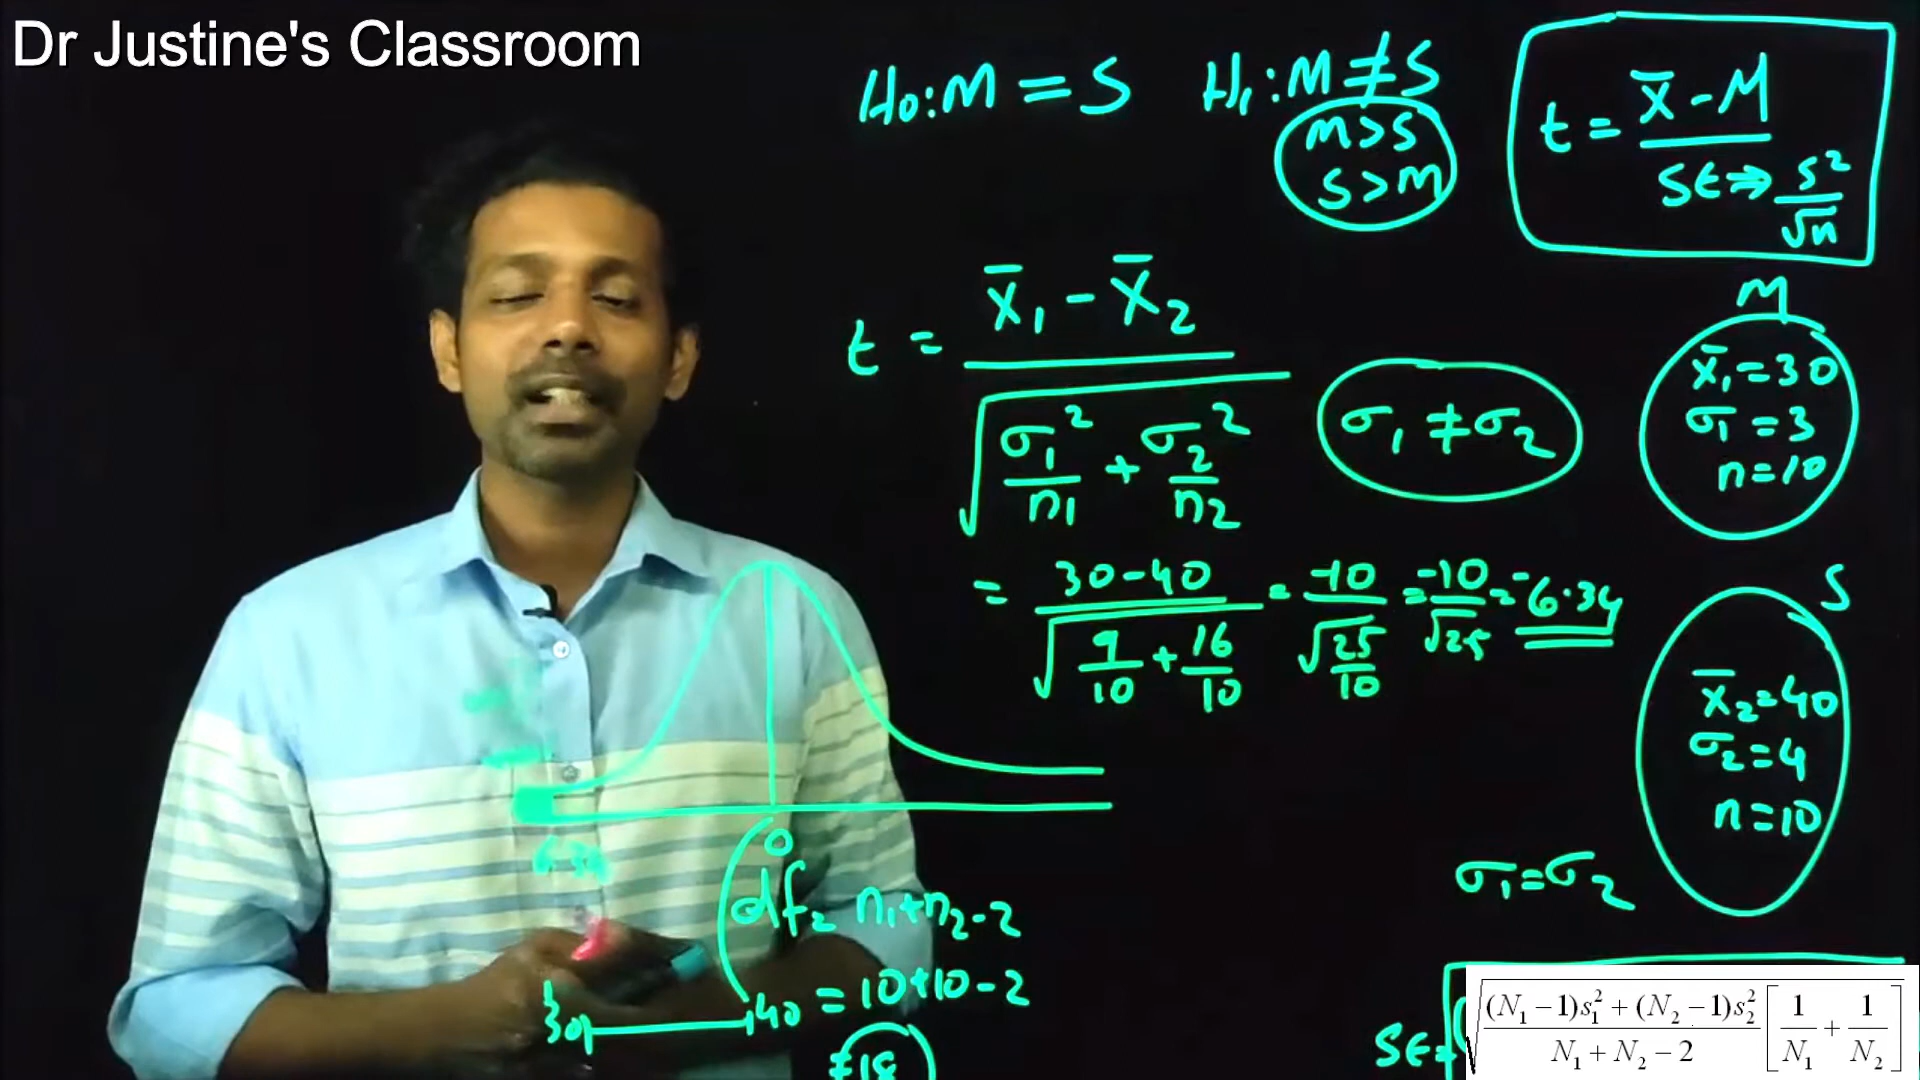 Dr Justine's Classroom
H0: M = S H1: M ≠ S
M > S
S > M
t = x̄ - M / SE ⇒ s² / √n
t = x̄1 - x̄2 / √(σ1²/n1 + σ2²/n2)
σ1 ≠ σ2
M
x̄1 = 30
σ1 = 3
n = 10
= 30-40 / √(9/10 + 16/10) = -10 / √(25/10) = -10 / √2.5 = -6.34
S
x̄2 = 40
σ2 = 4
n = 10
σ1 = σ2
0
6.34
df = n1 + n2 - 2
= 10 + 10 - 2
30 40
= 18
SE = √((N1 - 1)s1² + (N2 - 1)s2² / N1 + N2 - 2 [1/N1 + 1/N2])